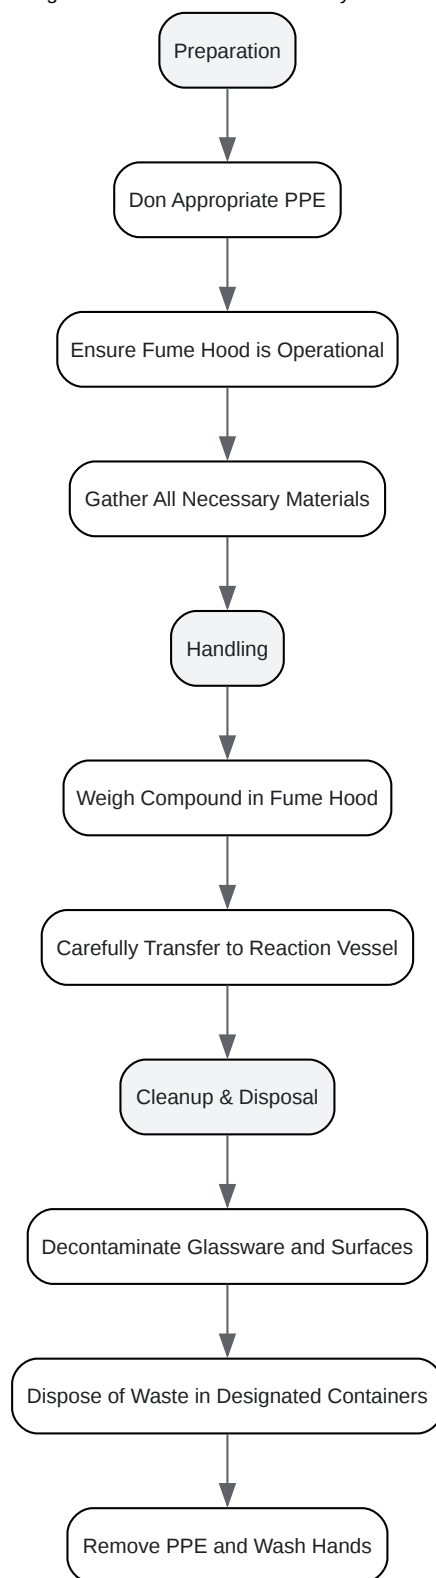 Preparation
Don Appropriate PPE
Ensure Fume Hood is Operational
Gather All Necessary Materials
Handling
Weigh Compound in Fume Hood
Carefully Transfer to Reaction Vessel
Cleanup & Disposal
Decontaminate Glassware and Surfaces
Dispose of Waste in Designated Containers
Remove PPE and Wash Hands